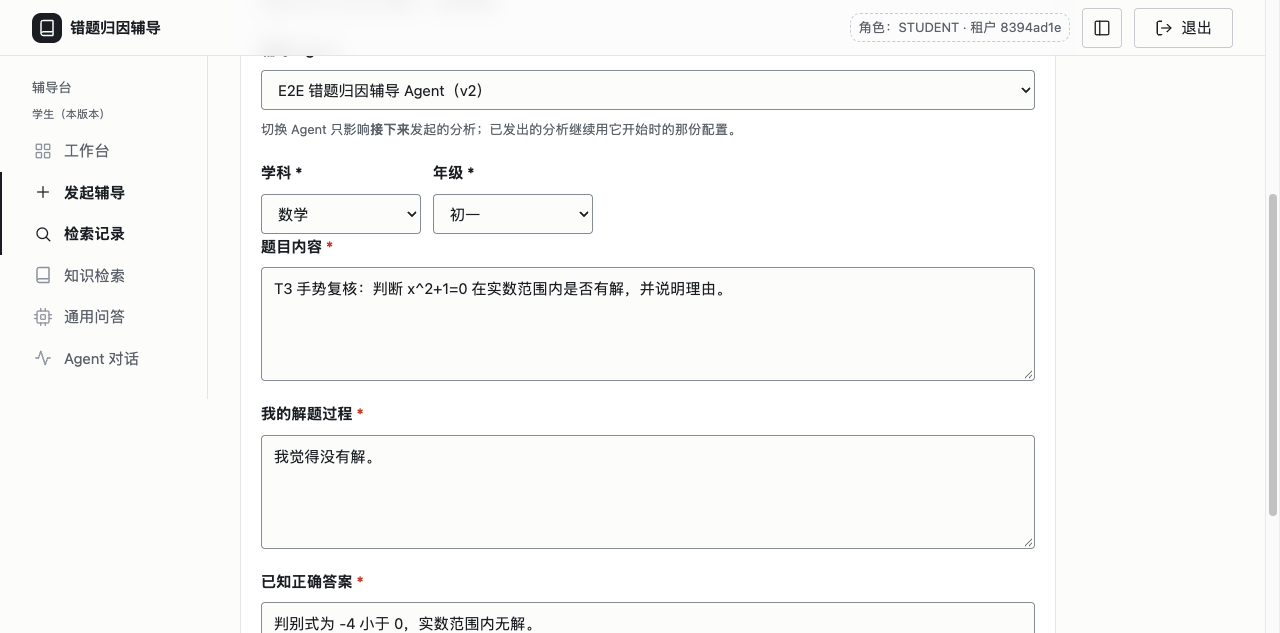 错题归因辅导
角色：STUDENT · 租户 8394ad1e
退出
辅导台
学生（本版本）
工作台
发起辅导
检索记录
知识检索
通用问答
Agent 对话
E2E 错题归因辅导 Agent（v2）
切换 Agent 只影响接下来发起的分析；已发出的分析继续用它开始时的那份配置。
学科 *
年级 *
数学
初一
题目内容 *
T3 手势复核：判断 x^2+1=0 在实数范围内是否有解，并说明理由。
我的解题过程 *
我觉得没有解。
已知正确答案 *
判别式为 -4 小于 0，实数范围内无解。